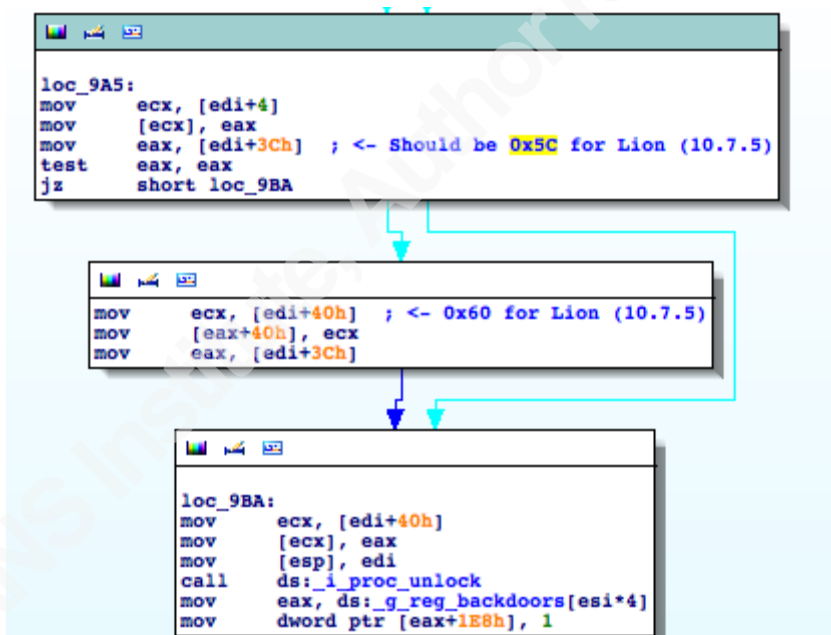 loc_9A5:
mov ecx, [edi+4]
mov [ecx], eax
mov eax, [edi+3Ch] ; <- Should be 0x5C for Lion (10.7.5)
test eax, eax
jz short loc_9BA
mov ecx, [edi+40h] ; <- 0x60 for Lion (10.7.5)
mov [eax+40h], ecx
mov eax, [edi+3Ch]
loc_9BA:
mov ecx, [edi+40h]
mov [ecx], eax
mov [esp], edi
call ds:_i_proc_unlock
mov eax, ds:_g_reg_backdoors[esi*4]
mov dword ptr [eax+1E8h], 1
NS Institute, Author